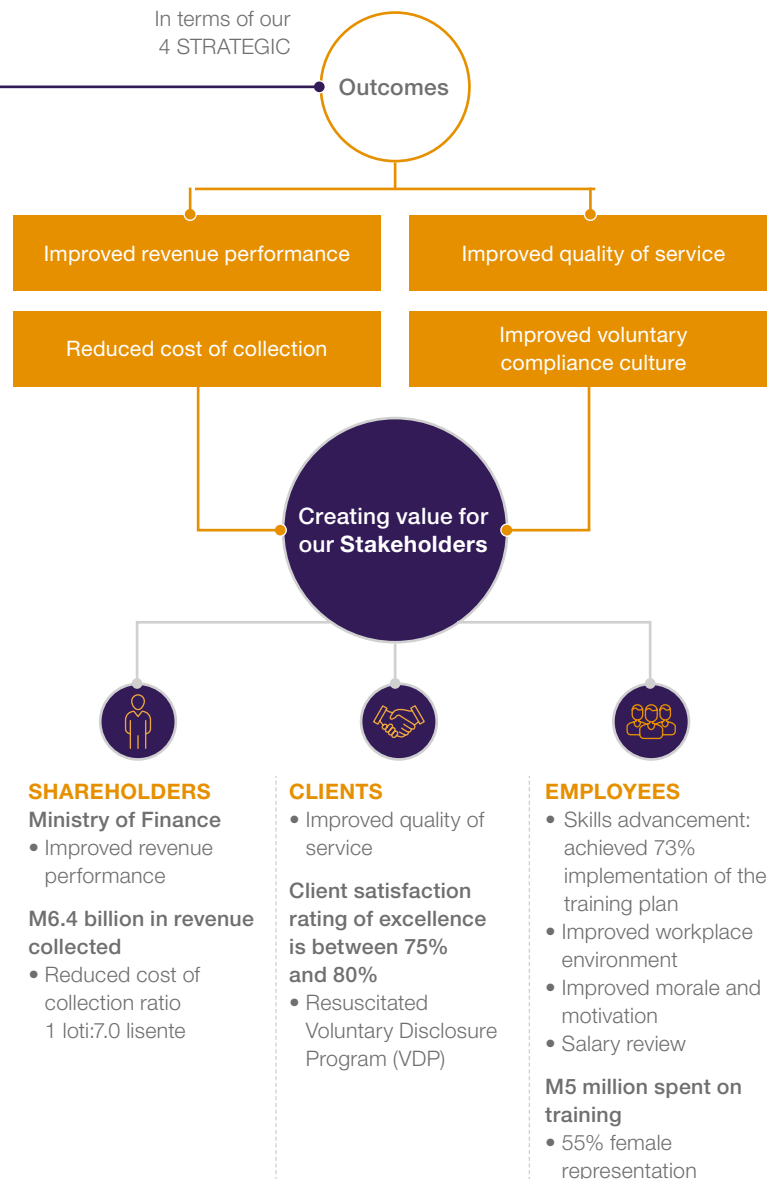 In terms of our
4 STRATEGIC
Outcomes
Improved revenue performance
Improved quality of service
Reduced cost of collection
Improved voluntary
compliance culture
Creating value for
our Stakeholders
SHAREHOLDERS
Ministry of Finance
• Improved revenue
performance
M6.4 billion in revenue
collected
• Reduced cost of
collection ratio
1 loti:7.0 lisente
CLIENTS
• Improved quality of
service
Client satisfaction
rating of excellence
is between 75%
and 80%
• Resuscitated
Voluntary Disclosure
Program (VDP)
EMPLOYEES
• Skills advancement:
achieved 73%
implementation of the
training plan
• Improved workplace
environment
• Improved morale and
motivation
• Salary review
M5 million spent on
training
• 55% female
representation